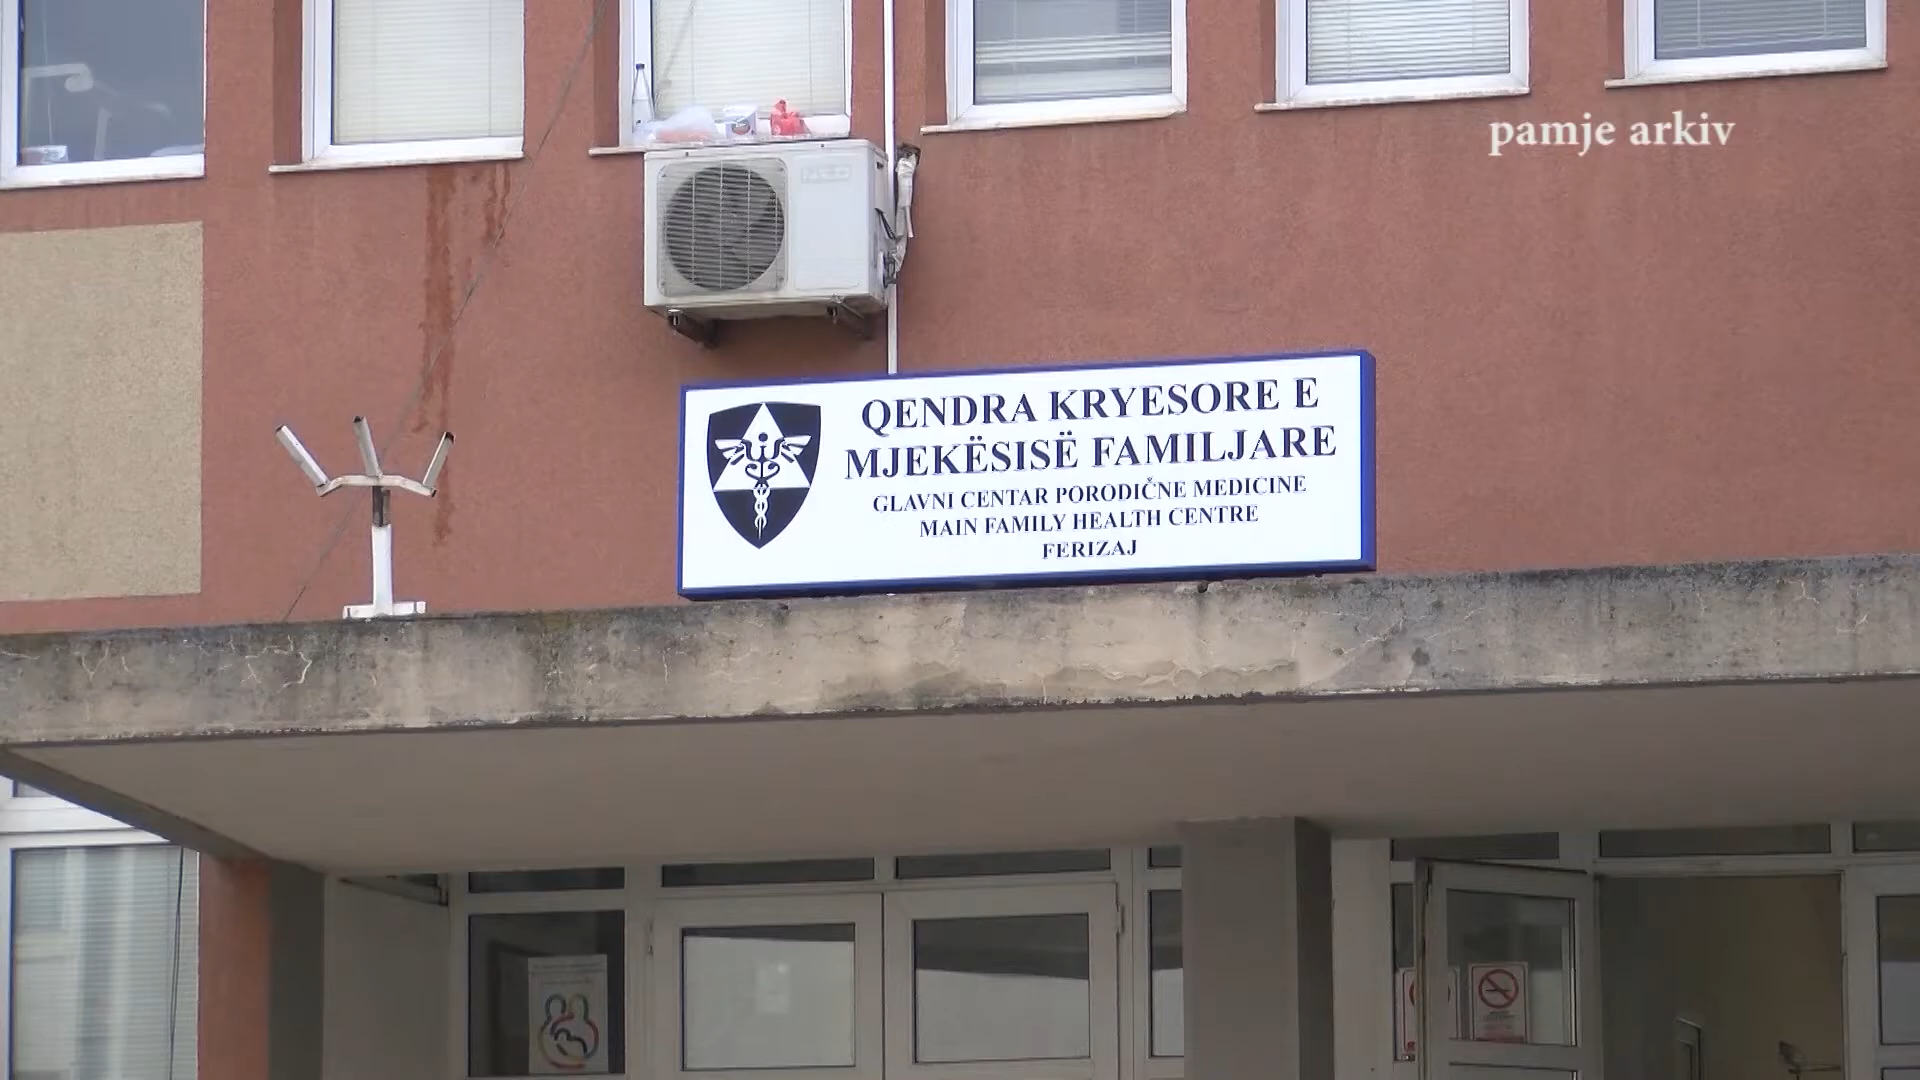 pamje arkiv
QENDRA KRYESORE E
MJEKËSISË FAMILJARE
GLAVNI CENTAR PORODIČNE MEDICINE
MAIN FAMILY HEALTH CENTRE
FERIZAJ